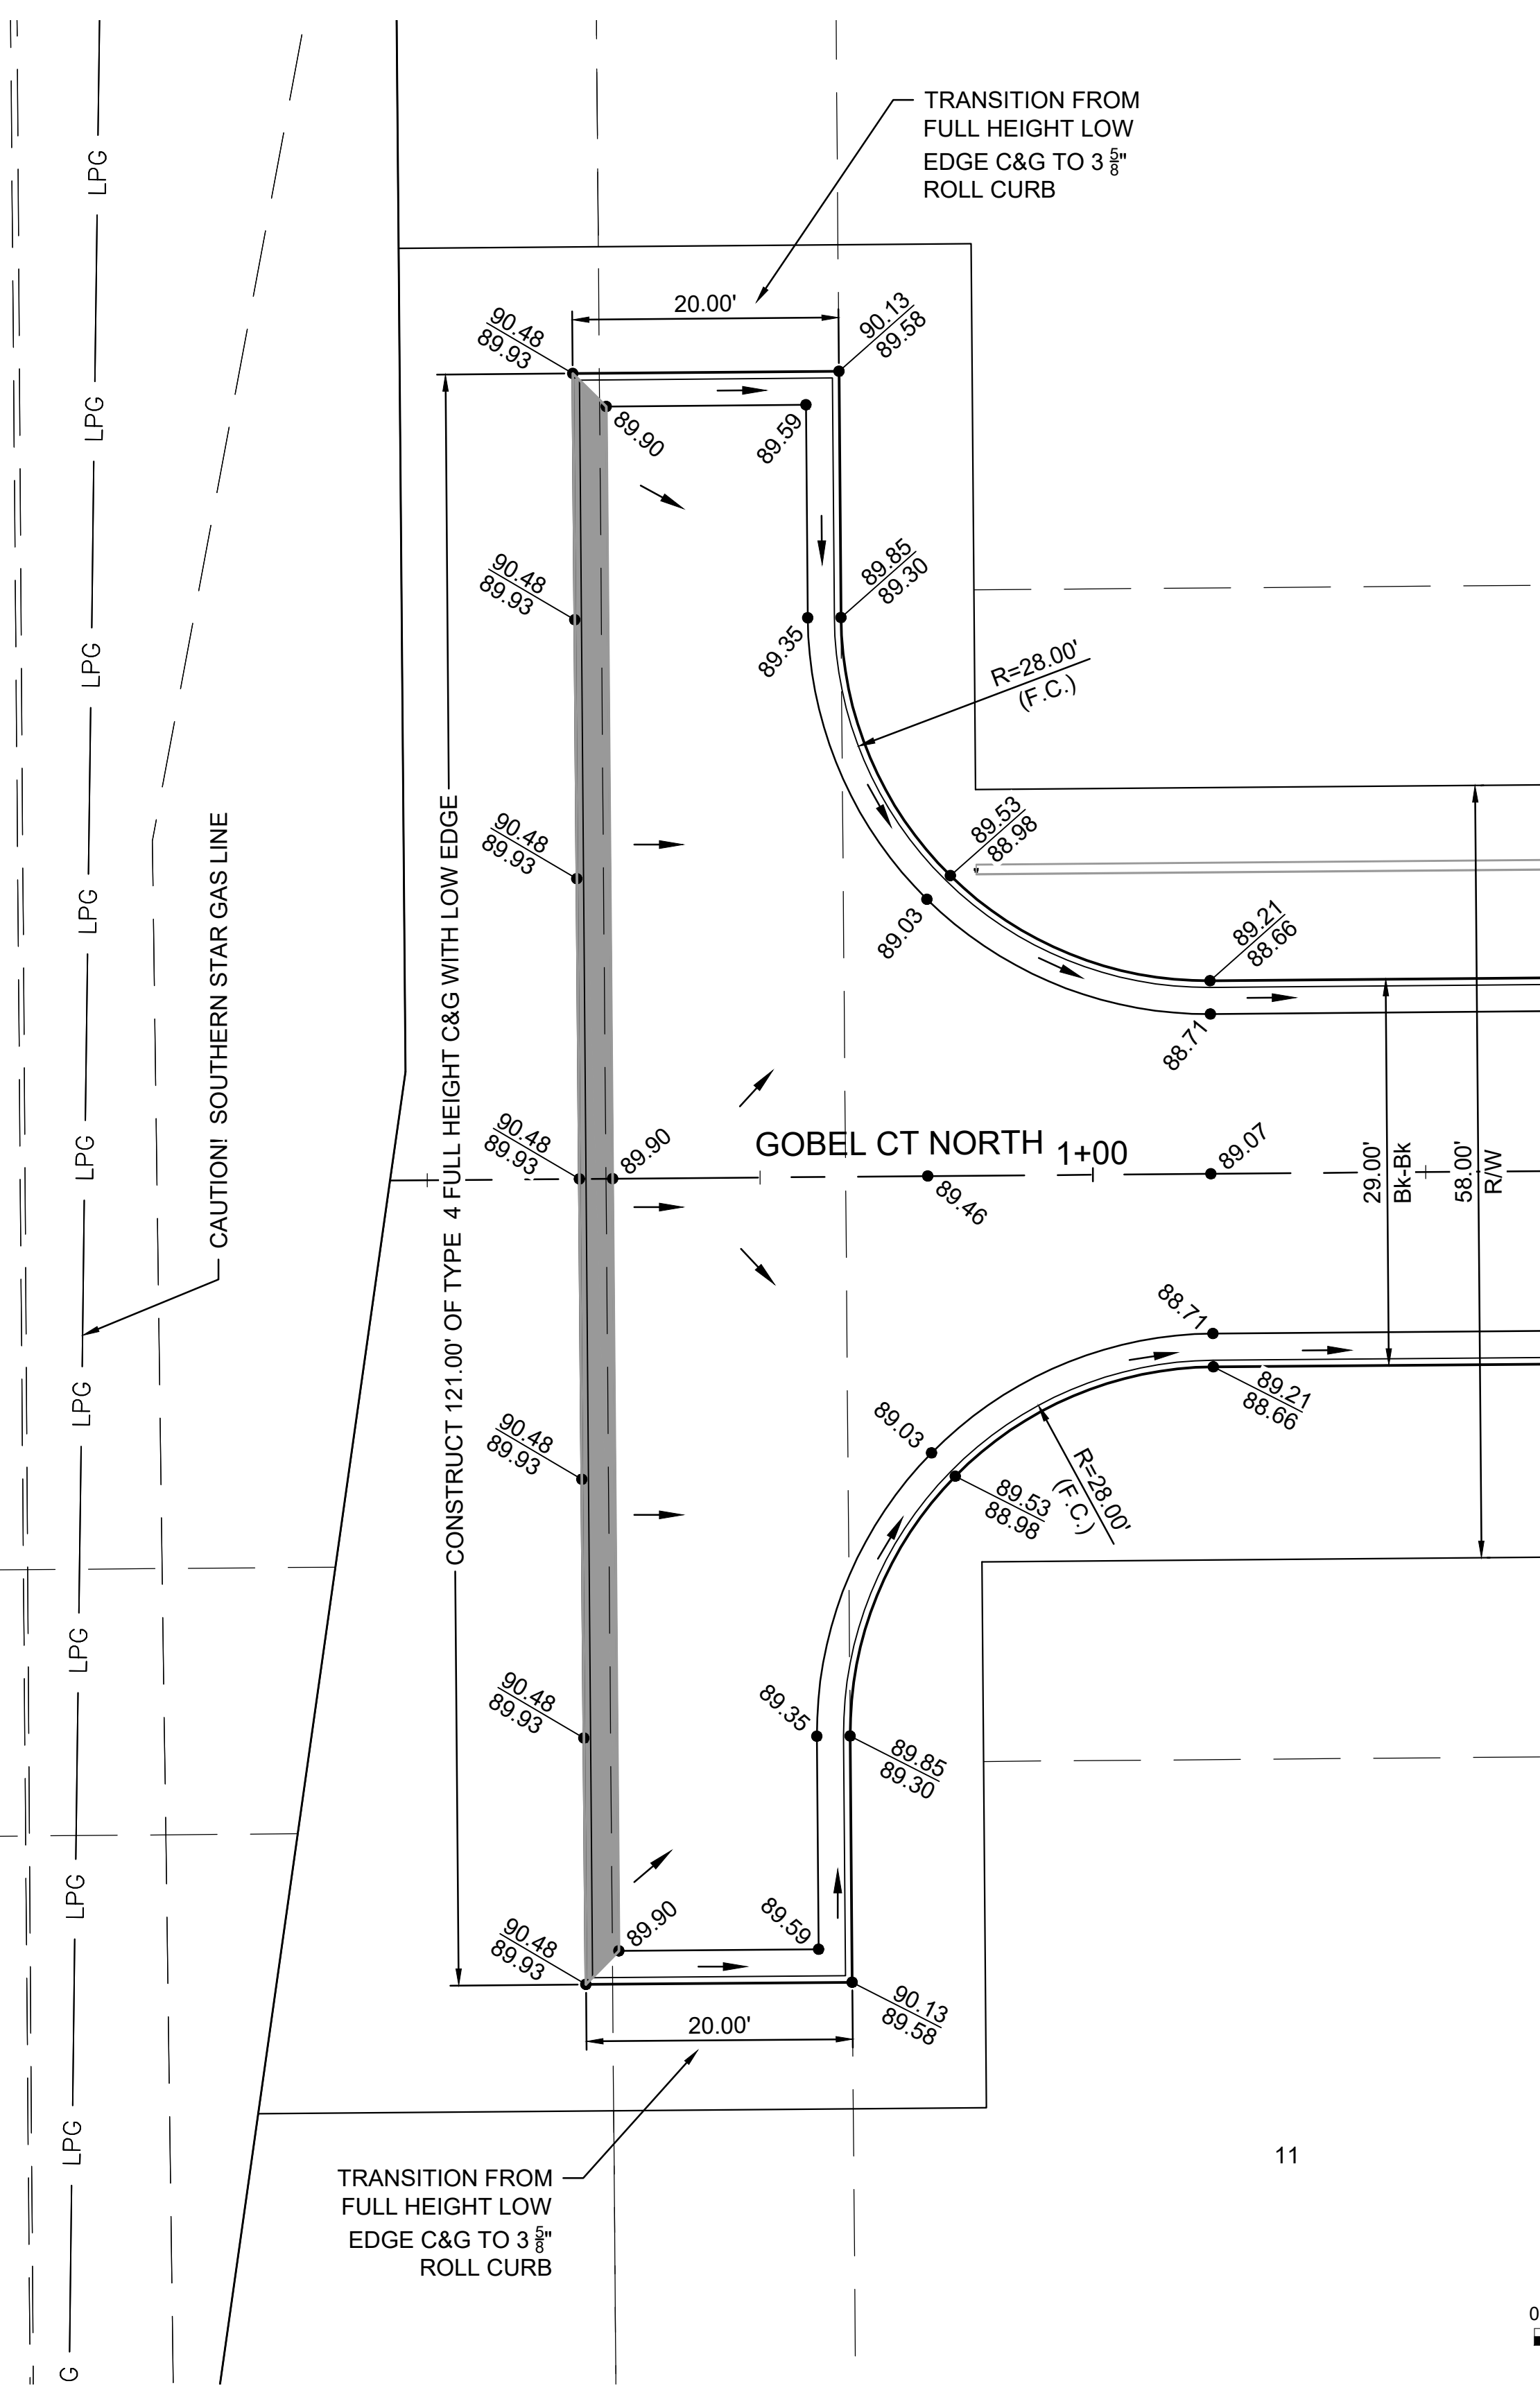 TRANSITION FROM
FULL HEIGHT LOW
EDGE C&G TO 3 5/8"
ROLL CURB
20.00'
90.48
89.93
90.13
89.58
89.90
89.59
90.48
89.93
89.85
89.30
89.35
R=28.00'
(F.C.)
90.48
89.93
89.53
88.98
89.03
89.21
88.66
88.71
LPG
LPG
LPG
LPG
LPG
LPG
LPG
LPG
LPG
G
CAUTION! SOUTHERN STAR GAS LINE
CONSTRUCT 121.00' OF TYPE 4 FULL HEIGHT C&G WITH LOW EDGE
90.48
89.93
89.90
GOBEL CT NORTH
1+00
89.46
89.07
29.00'
Bk-Bk
58.00'
R/W
88.71
89.21
88.66
89.03
89.53
88.98
R=28.00'
(F.C.)
90.48
89.93
90.48
89.93
89.35
89.85
89.30
89.90
89.59
90.48
89.93
90.13
89.58
20.00'
TRANSITION FROM
FULL HEIGHT LOW
EDGE C&G TO 3 5/8"
ROLL CURB
11
0